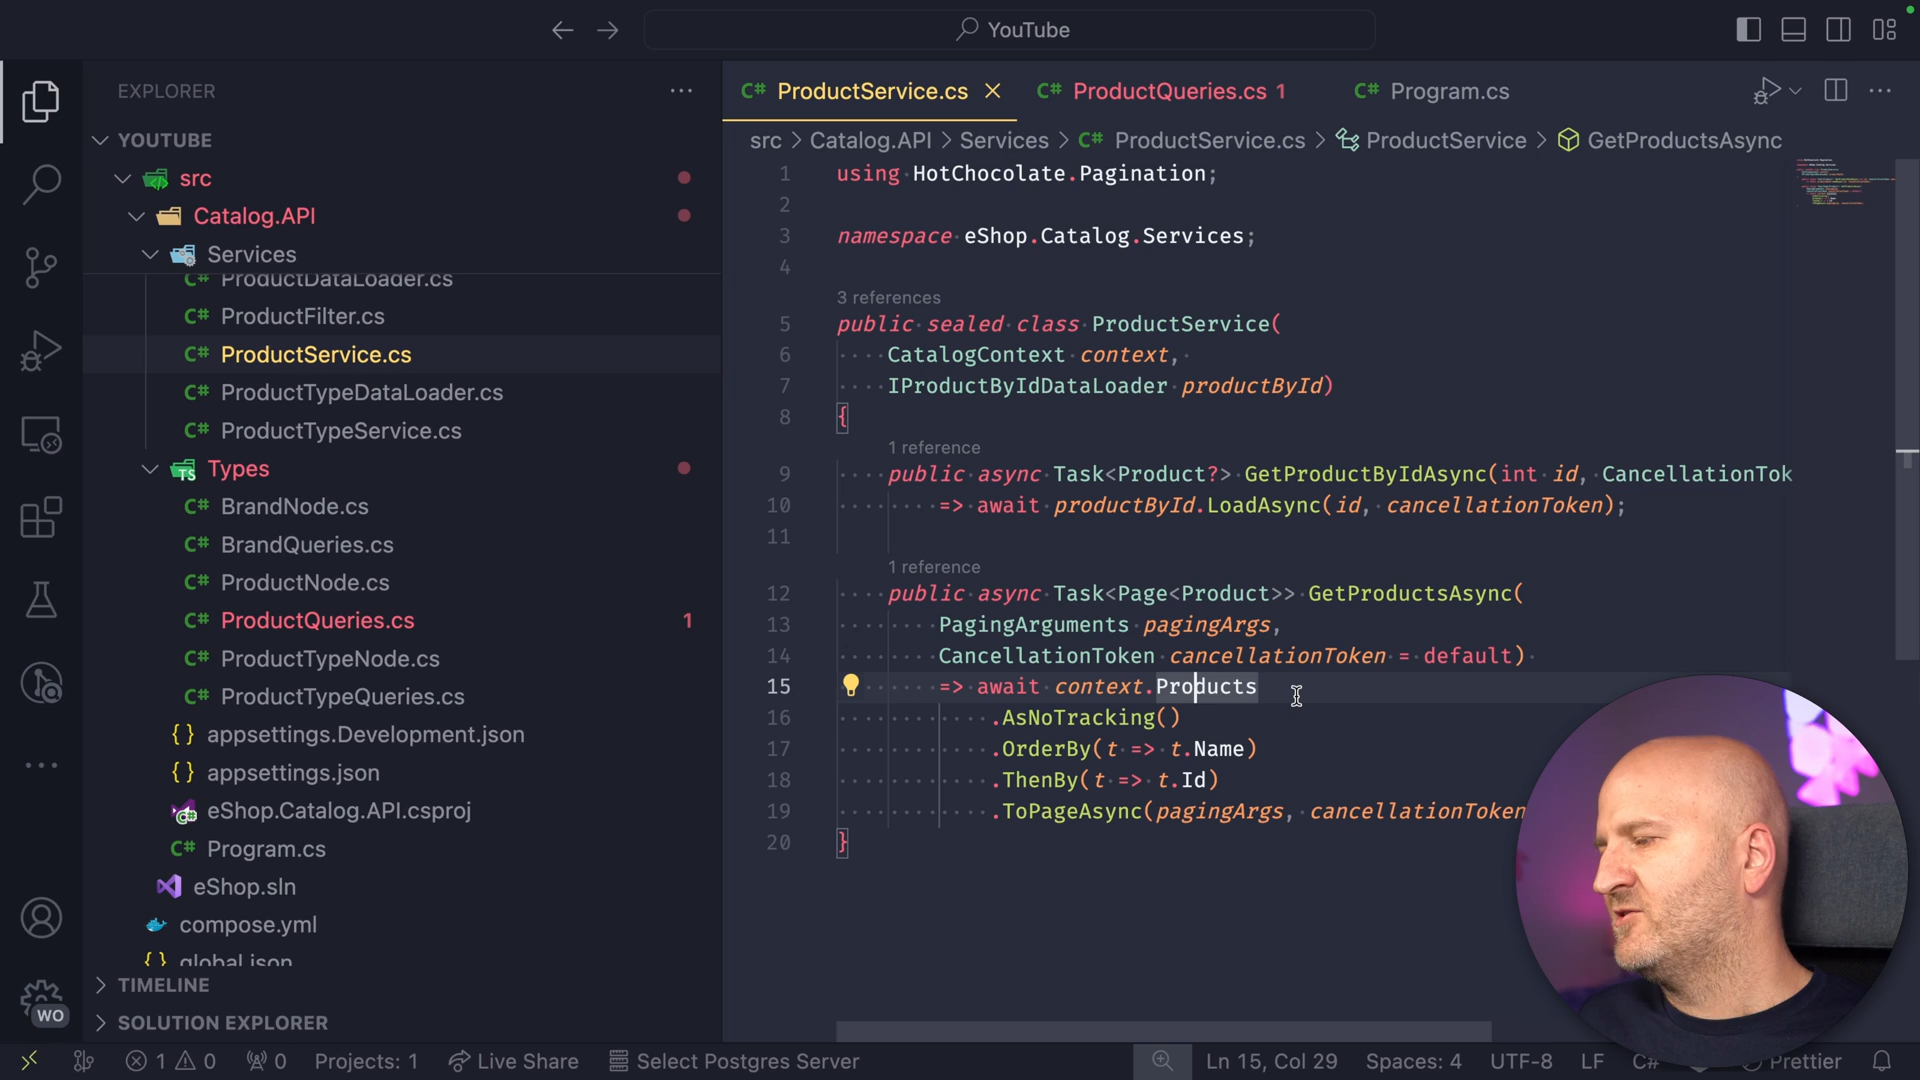 YouTube
EXPLORER
YOUTUBE
src
Catalog.API
Services
ProductDataLoader.cs
ProductFilter.cs
ProductService.cs
ProductTypeDataLoader.cs
ProductTypeService.cs
Types
BrandNode.cs
BrandQueries.cs
ProductNode.cs
ProductQueries.cs 1
ProductTypeNode.cs
ProductTypeQueries.cs
{} appsettings.Development.json
{} appsettings.json
eShop.Catalog.API.csproj
C# Program.cs
eShop.sln
compose.yml
{} global.json
TIMELINE
SOLUTION EXPLORER
WO
C# ProductService.cs
C# ProductQueries.cs 1
C# Program.cs
src > Catalog.API > Services > C# ProductService.cs > ProductService > GetProductsAsync
1 using HotChocolate.Pagination;
2
3 namespace eShop.Catalog.Services;
4
3 references
5 public sealed class ProductService(
6 CatalogContext context,
7 IProductByIdDataLoader productById)
8 {
1 reference
9 public async Task<Product?> GetProductByIdAsync(int id, CancellationTok
10 => await productById.LoadAsync(id, cancellationToken);
11
1 reference
12 public async Task<Page<Product>> GetProductsAsync(
13 PagingArguments pagingArgs,
14 CancellationToken cancellationToken = default)
15 => await context.Products
16 .AsNoTracking()
17 .OrderBy(t => t.Name)
18 .ThenBy(t => t.Id)
19 .ToPageAsync(pagingArgs, cancellationToken
20 }
1 0 0 Projects: 1 Live Share Select Postgres Server Ln 15, Col 29 Spaces: 4 UTF-8 LF C# Prettier